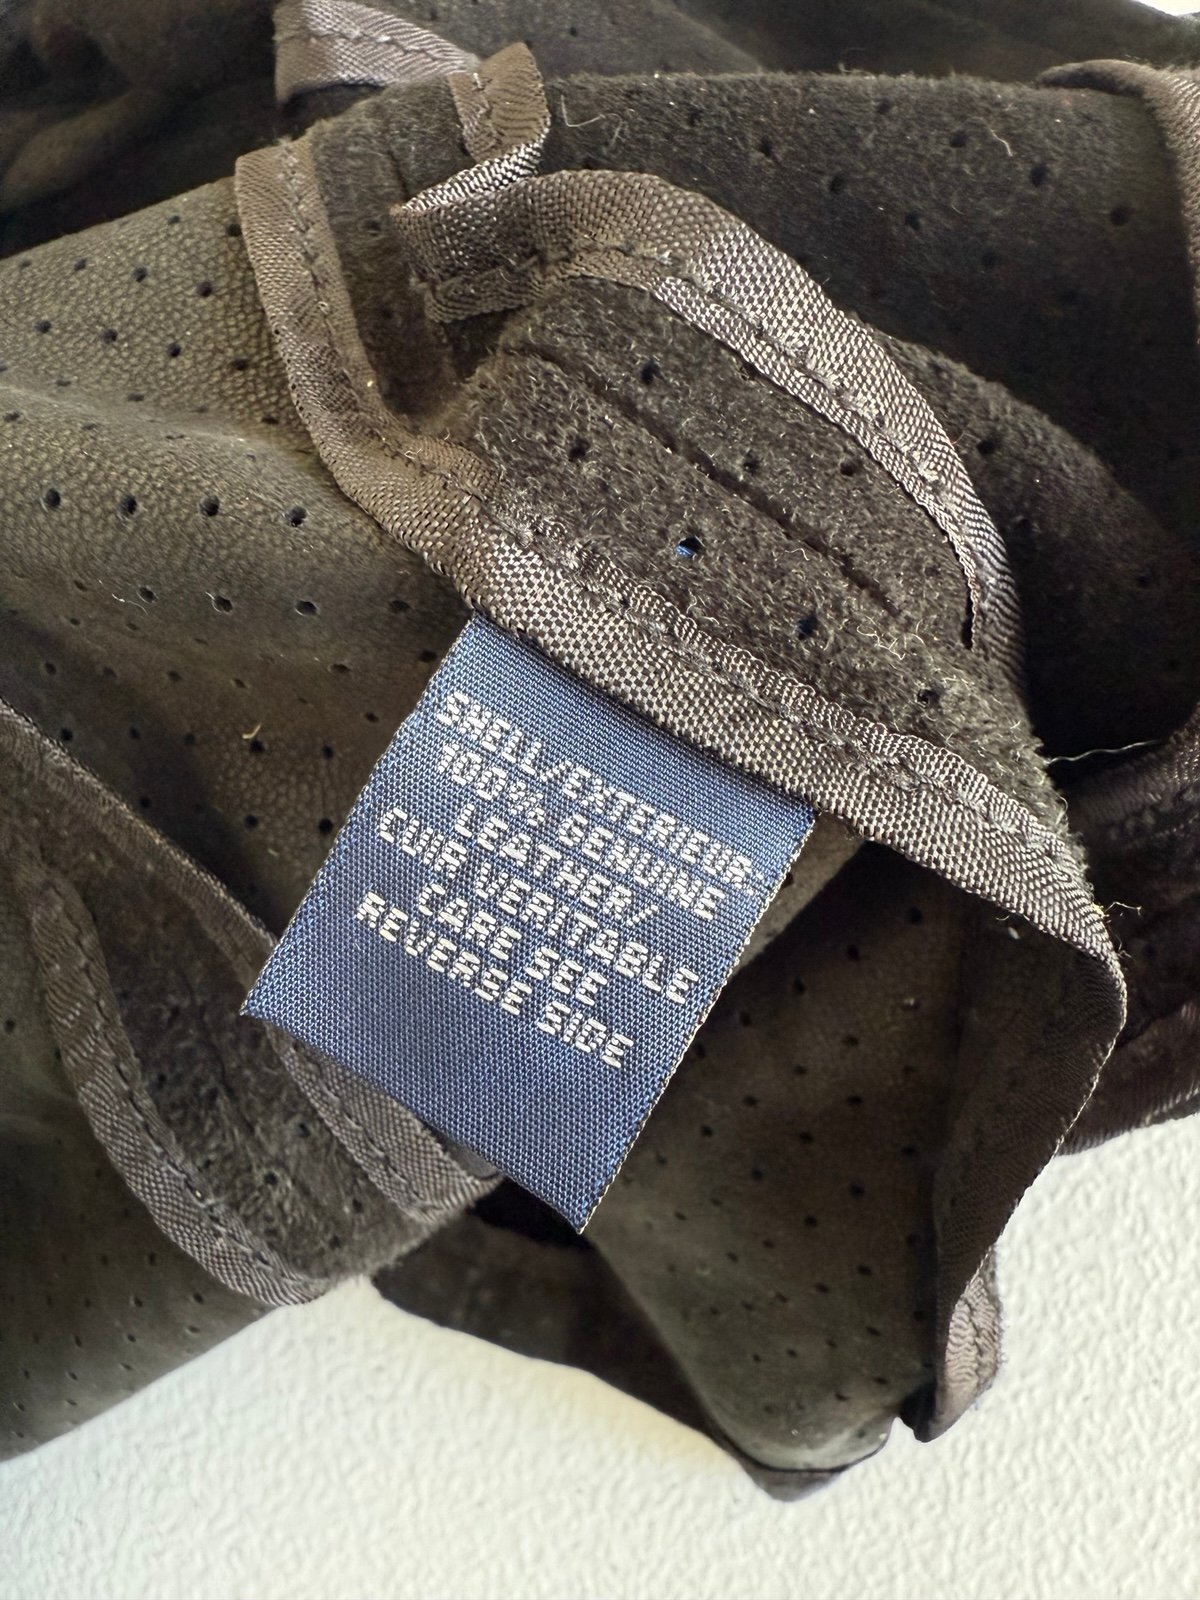 SHELL/EXTERIEUR:
100% GENUINE
LEATHER/
CUIR VERITABLE
CARE SEE
REVERSE SIDE